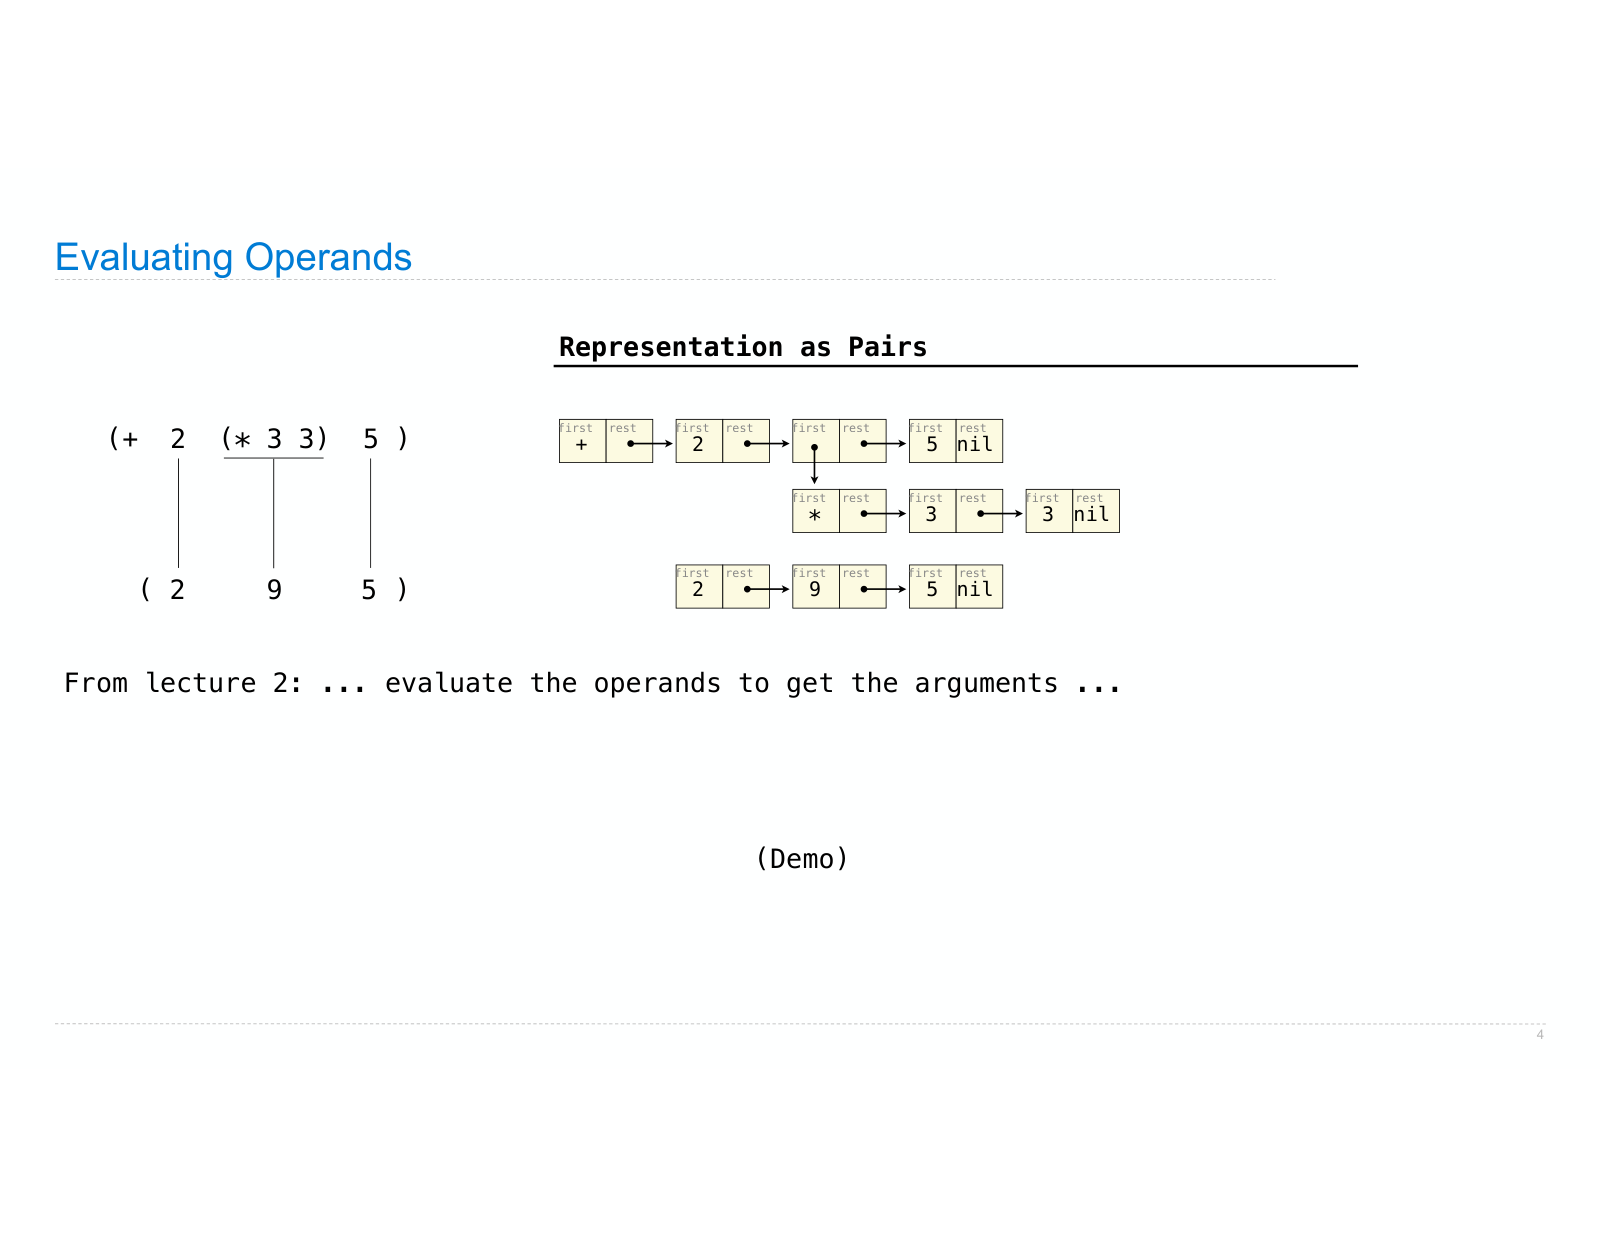 Evaluating Operands
Representation as Pairs
(+ 2 (* 3 3) 5 )
( 2 9 5 )
first rest first rest first rest first rest
+ 2 5 nil
first rest first rest first rest
* 3 3 nil
first rest first rest first rest
2 9 5 nil
From lecture 2: ... evaluate the operands to get the arguments ...
(Demo)
4